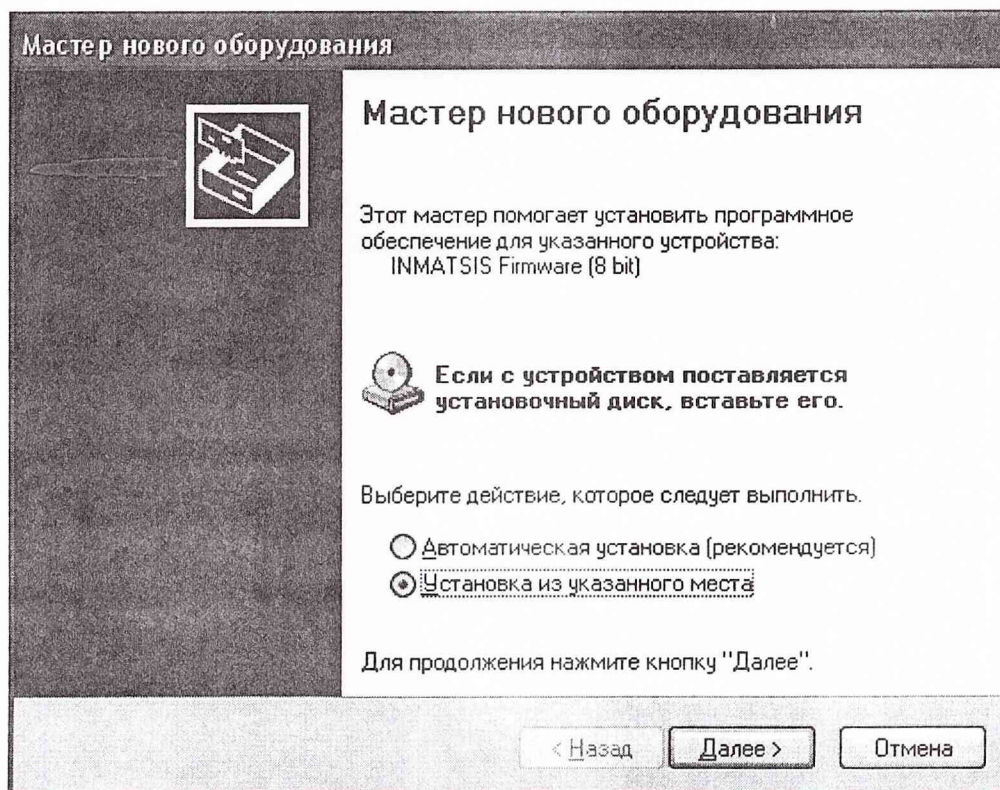 Мастер нового оборудования
Мастер нового оборудования
Этот мастер помогает установить программное
обеспечение для указанного устройства:
INMATSIS Firmware (8 bit)
Если с устройством поставляется
установочный диск, вставьте его.
Выберите действие, которое следует выполнить.
Автоматическая установка (рекомендуется)
Установка из указанного места
Для продолжения нажмите кнопку "Далее".
< Назад
Далее >
Отмена